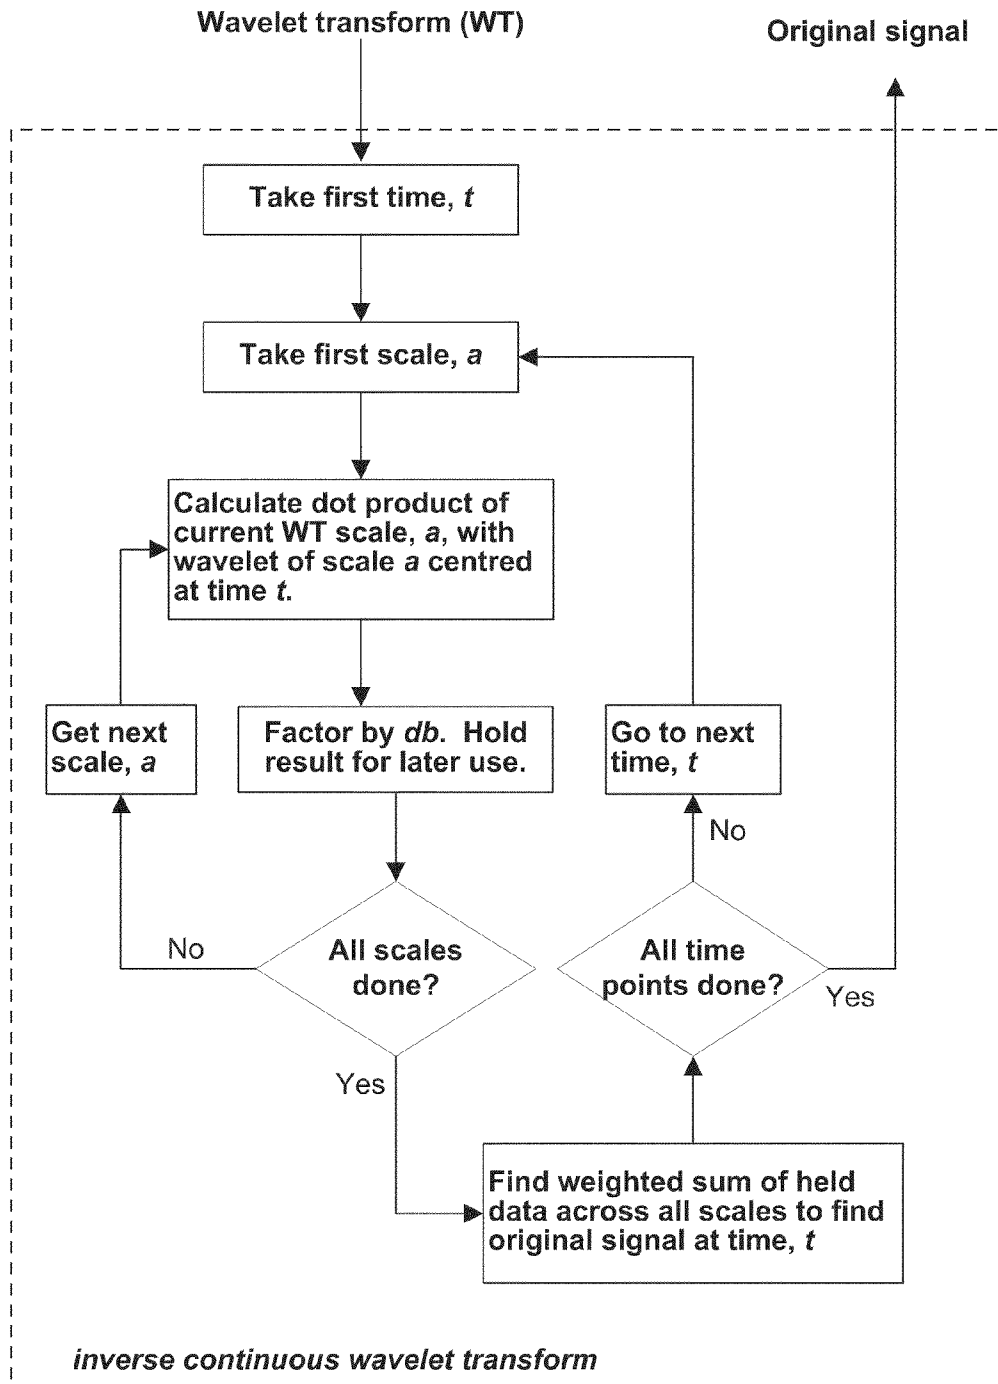 Wavelet transform (WT)
Original signal
Take first time, t
Take first scale, a
Calculate dot product of
current WT scale, a, with
wavelet of scale a centred
at time t.
Get next
scale, a
Factor by db. Hold
result for later use.
Go to next
time, t
No
No
All scales
done?
All time
points done?
Yes
Yes
Find weighted sum of held
data across all scales to find
original signal at time, t
inverse continuous wavelet transform